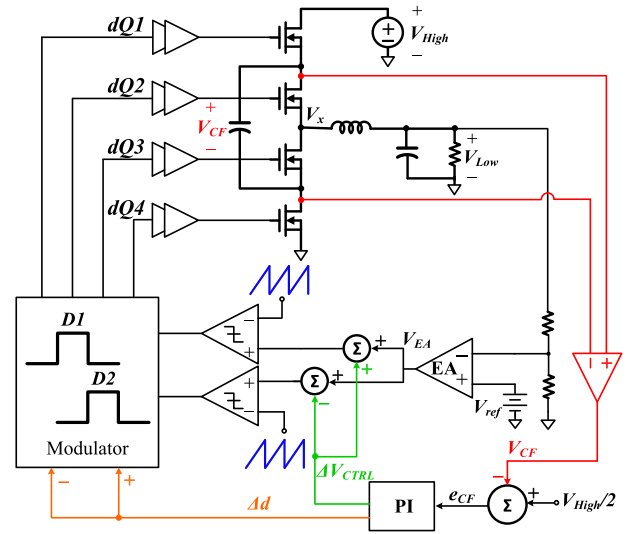 dQ1
+
V_High
−
dQ2
+
V_CF
−
V_x
+
V_Low
−
dQ3
dQ4
D1
D2
Modulator
−
+
+
−
Σ
+
+
Σ
+
−
V_EA
EA
−
+
V_ref
−
+
ΔV_CTRL
V_CF
−
+
Δd
PI
e_CF
−
Σ
+
V_High/2